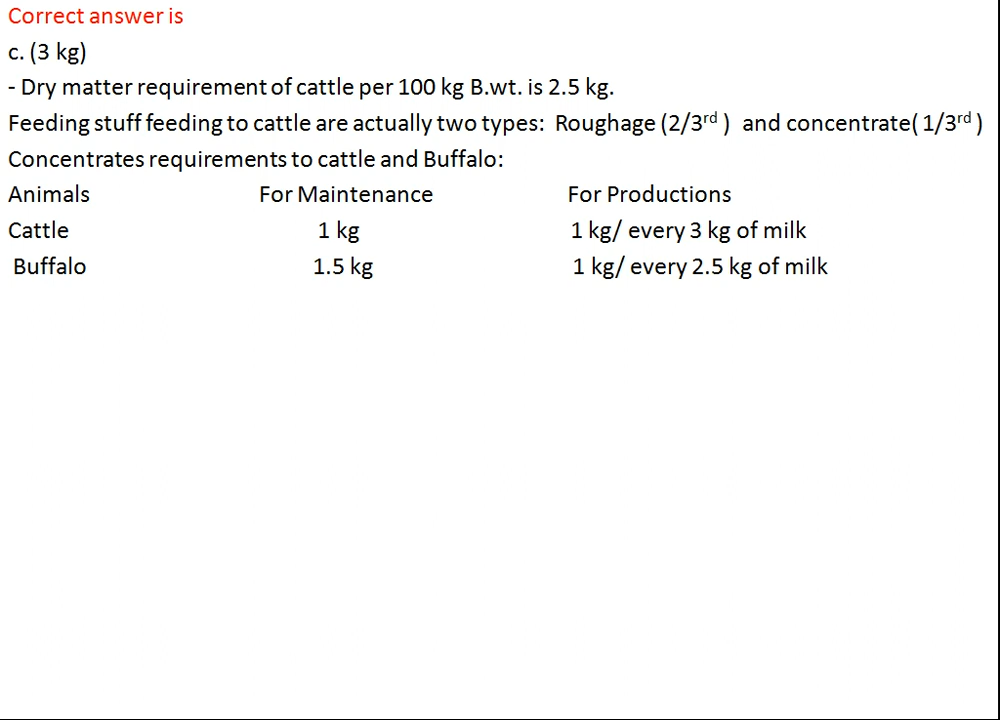 Correct answer is
c. (3 kg)
- Dry matter requirement of cattle per 100 kg B.wt. is 2.5 kg.
Feeding stuff feeding to cattle are actually two types: Roughage (2/3rd ) and concentrate( 1/3rd )
Concentrates requirements to cattle and Buffalo:
Animals For Maintenance For Productions
Cattle 1 kg 1 kg/ every 3 kg of milk
Buffalo 1.5 kg 1 kg/ every 2.5 kg of milk